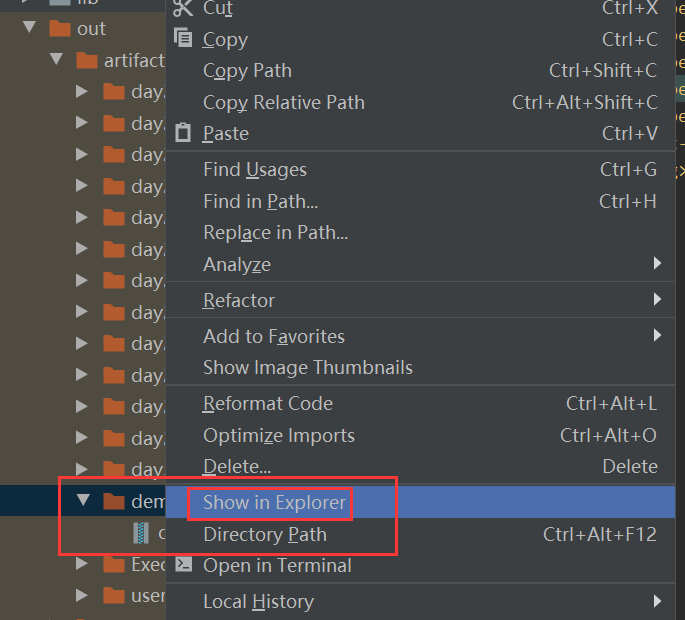 lib
out
artifact
day.
day.
day.
day.
day.
day.
day.
day.
day.
day.
day.
day.
day.
dem
Exec
user
Cut Ctrl+X
Copy Ctrl+C
Copy Path Ctrl+Shift+C
Copy Relative Path Ctrl+Alt+Shift+C
Paste Ctrl+V
Find Usages Ctrl+G
Find in Path... Ctrl+H
Replace in Path...
Analyze
Refactor
Add to Favorites
Show Image Thumbnails
Reformat Code Ctrl+Alt+L
Optimize Imports Ctrl+Alt+O
Delete... Delete
Show in Explorer
Directory Path Ctrl+Alt+F12
Open in Terminal
Local History